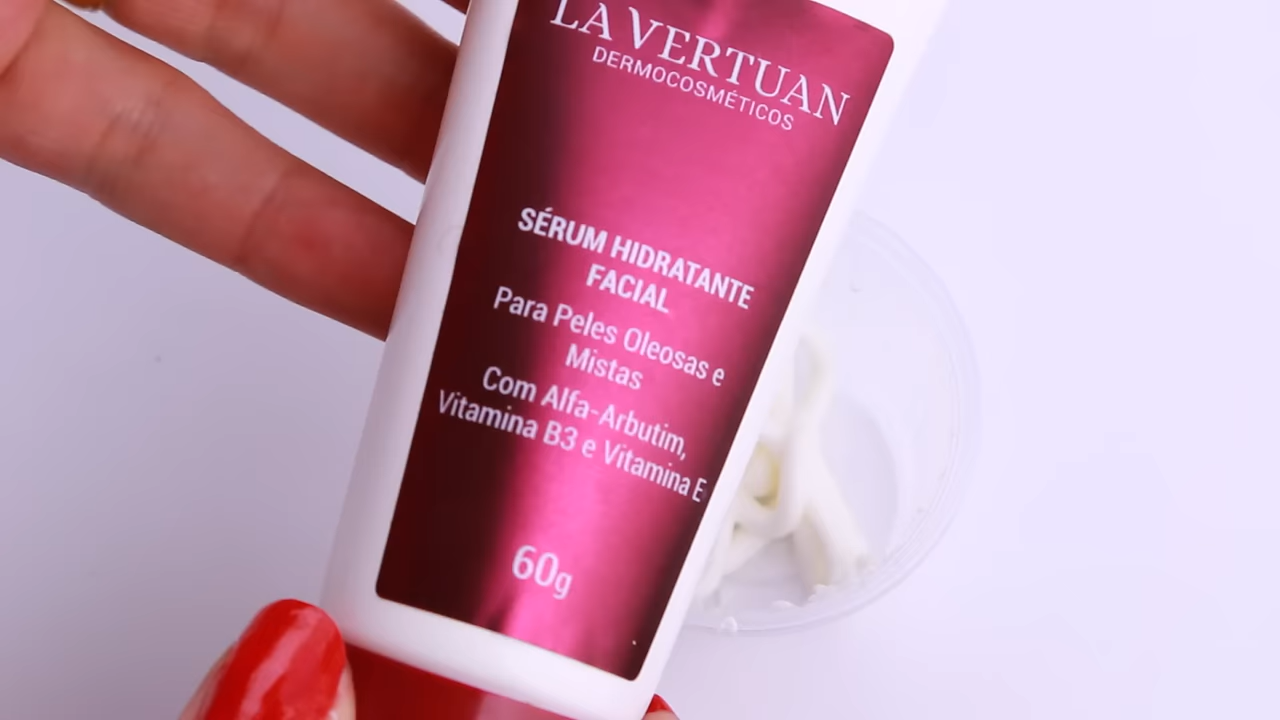 LA VERTUAN
DERMOCOSMÉTICOS
SÉRUM HIDRATANTE
FACIAL
Para Peles Oleosas e
Mistas
Com Alfa-Arbutim,
Vitamina B3 e Vitamina E
60g